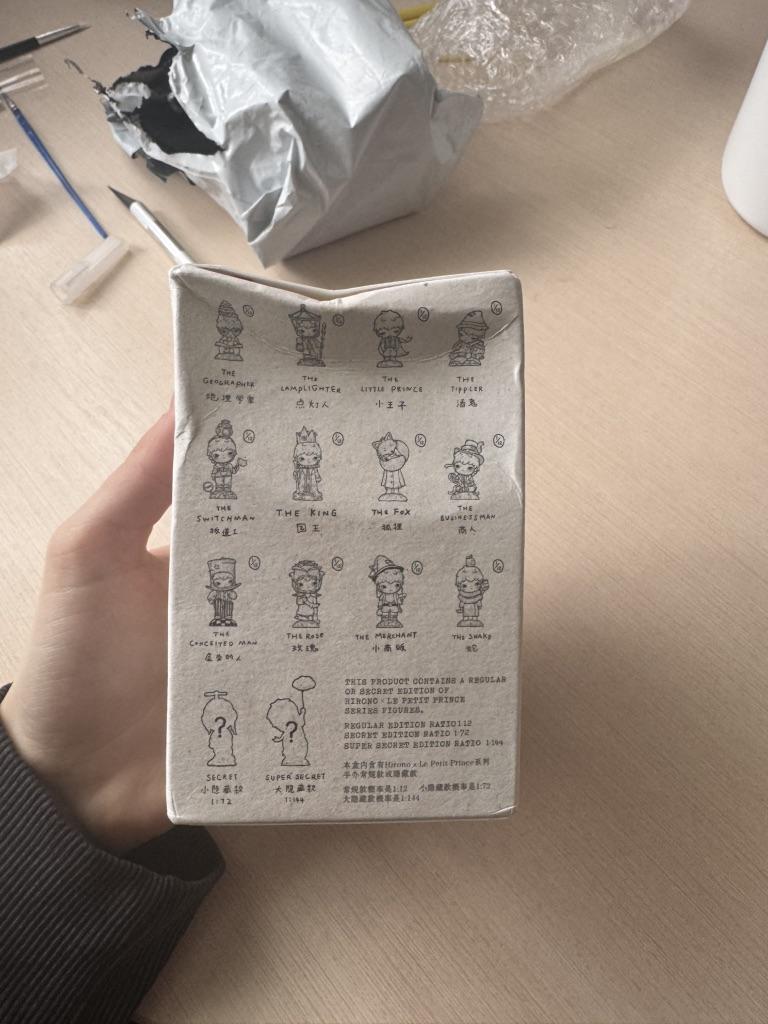 THE GEOGRAPHER
地理学家
THE LAMPLIGHTER
点灯人
THE LITTLE PRINCE
小王子
THE TIPPLER
酒鬼
THE SWITCHMAN
扳道工
THE KING
国王
THE FOX
狐狸
THE BUSINESSMAN
商人
THE CONCEITED MAN
虚荣的人
THE ROSE
玫瑰
THE MERCHANT
小商贩
THE SNAKE
蛇
?
SECRET
小隐藏款
1:72
?
SUPER SECRET
大隐藏款
1:144
THIS PRODUCT CONTAINS A REGULAR
OR SECRET EDITION OF
HIRONO × LE PETIT PRINCE
SERIES FIGURES.
REGULAR EDITION RATIO 1:12
SECRET EDITION RATIO 1:72
SUPER SECRET EDITION RATIO 1:144
本盒内含有Hirono x Le Petit Prince系列
手办常规款或隐藏款
常规款概率是1:12 小隐藏款概率是1:72
大隐藏款概率是1:144